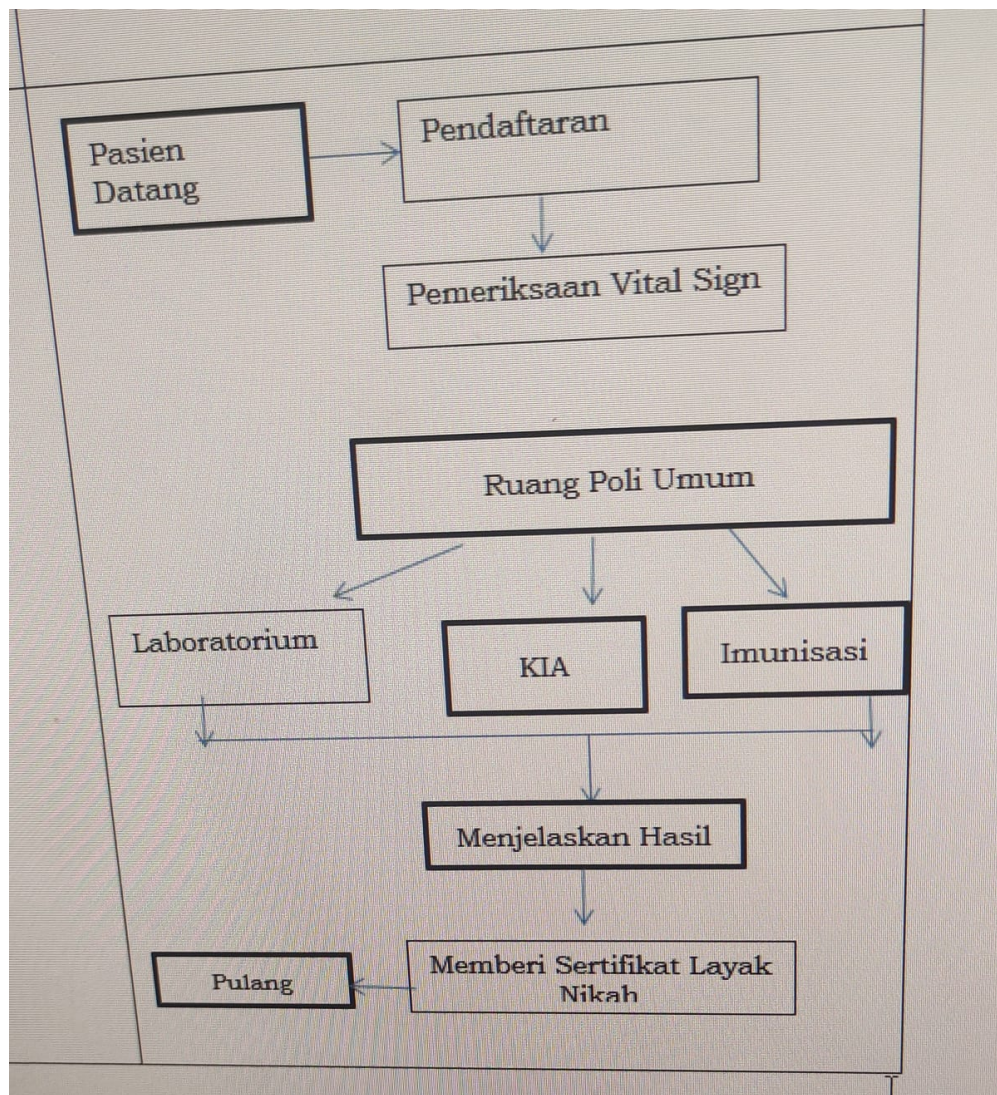 Pasien
Datang
Pendaftaran
Pemeriksaan Vital Sign
Ruang Poli Umum
Laboratorium
KIA
Imunisasi
Menjelaskan Hasil
Memberi Sertifikat Layak
Nikah
Pulang